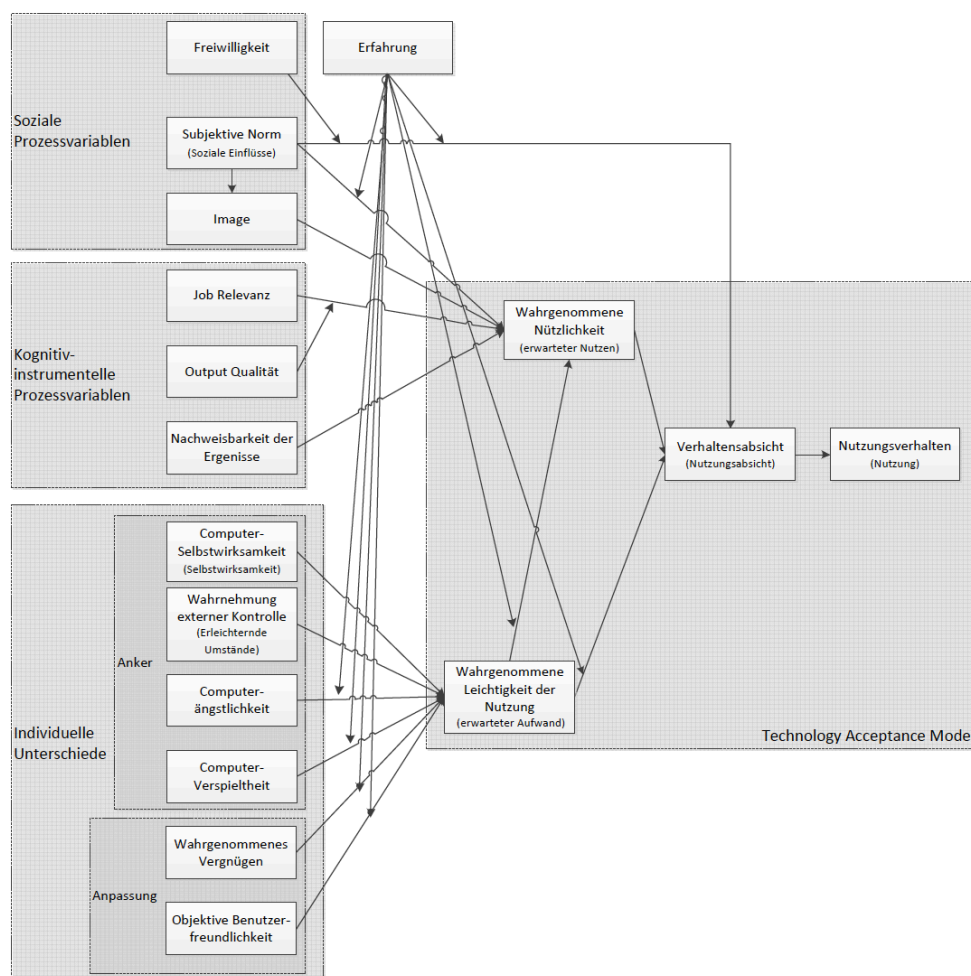 Freiwilligkeit
Erfahrung
Soziale
Prozessvariablen
Subjektive Norm
(Soziale Einflüsse)
Image
Kognitiv-
instrumentelle
Prozessvariablen
Job Relevanz
Output Qualität
Nachweisbarkeit der
Ergenisse
Wahrgenommene
Nützlichkeit
(erwarteter Nutzen)
Verhaltensabsicht
(Nutzungsabsicht)
Nutzungsverhalten
(Nutzung)
Individuelle
Unterschiede
Anker
Computer-
Selbstwirksamkeit
(Selbstwirksamkeit)
Wahrnehmung
externer Kontrolle
(Erleichternde
Umstände)
Computer-
ängstlichkeit
Computer-
Verspieltheit
Wahrgenommene
Leichtigkeit der
Nutzung
(erwarteter Aufwand)
Technology Acceptance Model
Anpassung
Wahrgenommenes
Vergnügen
Objektive Benutzer-
freundlichkeit